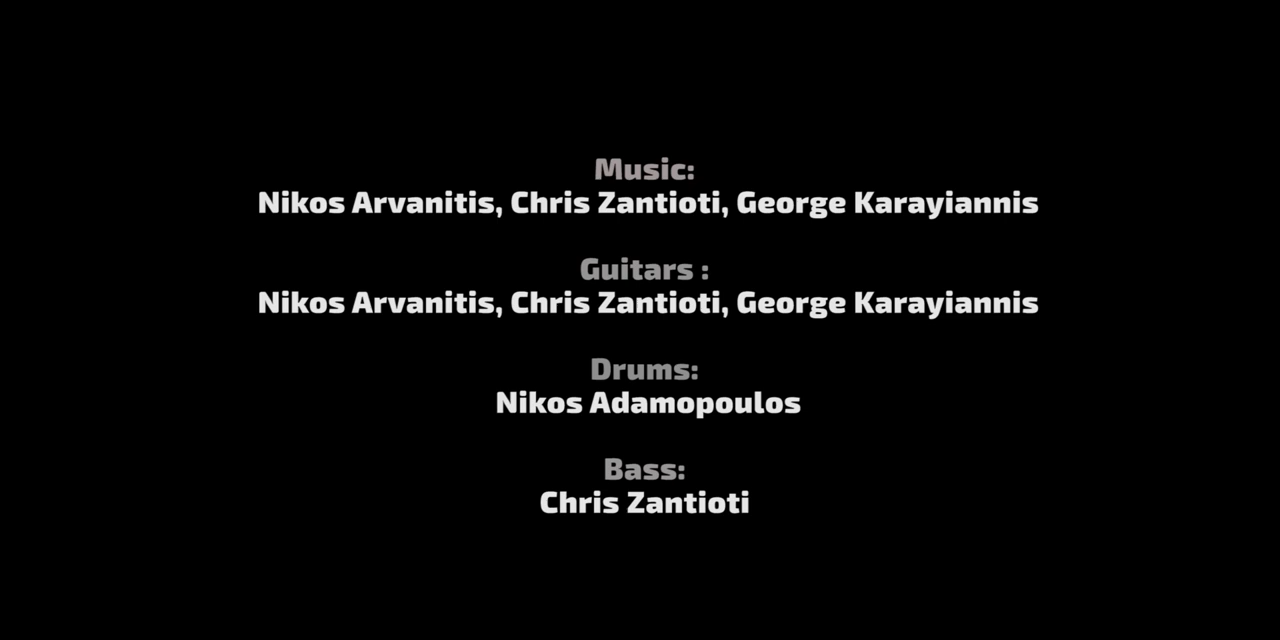 Music:
Nikos Arvanitis, Chris Zantioti, George Karayiannis
Guitars :
Nikos Arvanitis, Chris Zantioti, George Karayiannis
Drums:
Nikos Adamopoulos
Bass:
Chris Zantioti